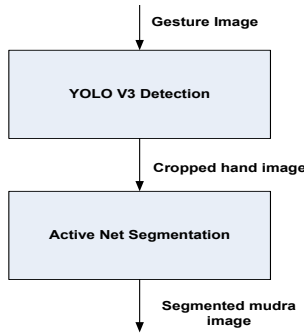 Gesture Image
YOLO V3 Detection
Cropped hand image
Active Net Segmentation
Segmented mudra
image